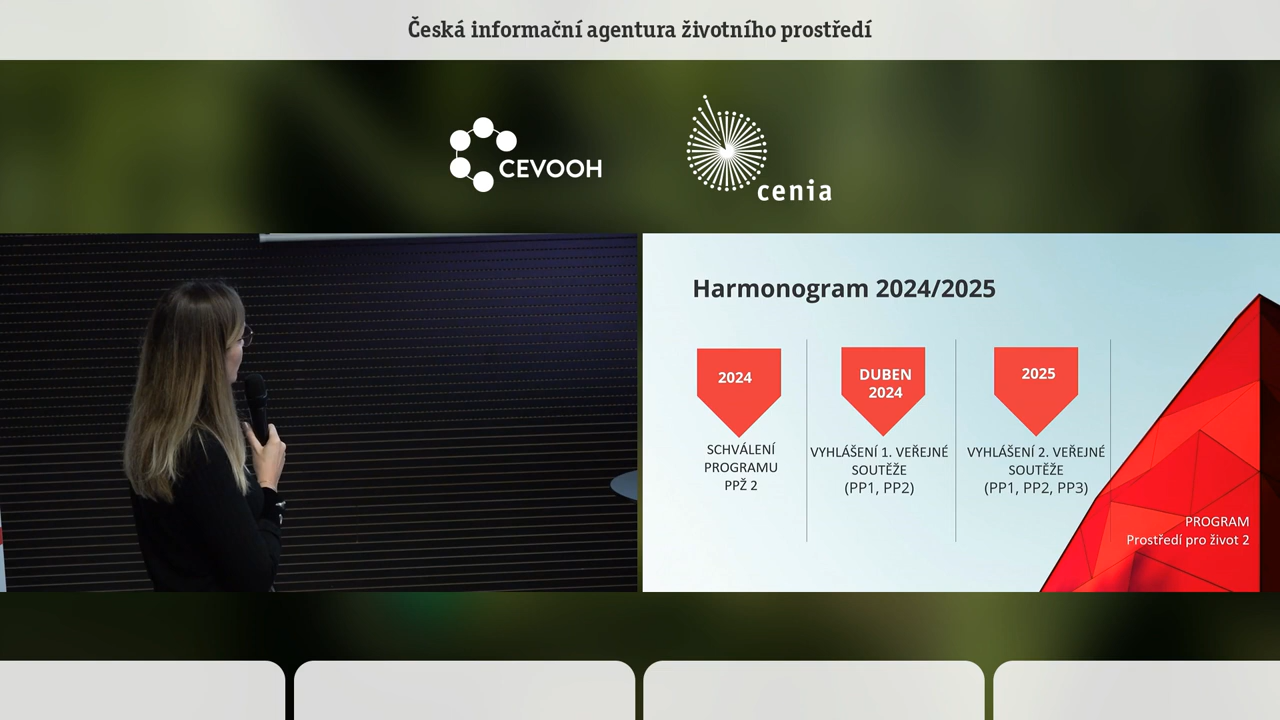 Česká informační agentura životního prostředí
CEVOOH
cenia
Harmonogram 2024/2025
2024
SCHVÁLENÍ
PROGRAMU
PPŽ 2
DUBEN
2024
VYHLÁŠENÍ 1. VEŘEJNÉ
SOUTĚŽE
(PP1, PP2)
2025
VYHLÁŠENÍ 2. VEŘEJNÉ
SOUTĚŽE
(PP1, PP2, PP3)
PROGRAM
Prostředí pro život 2